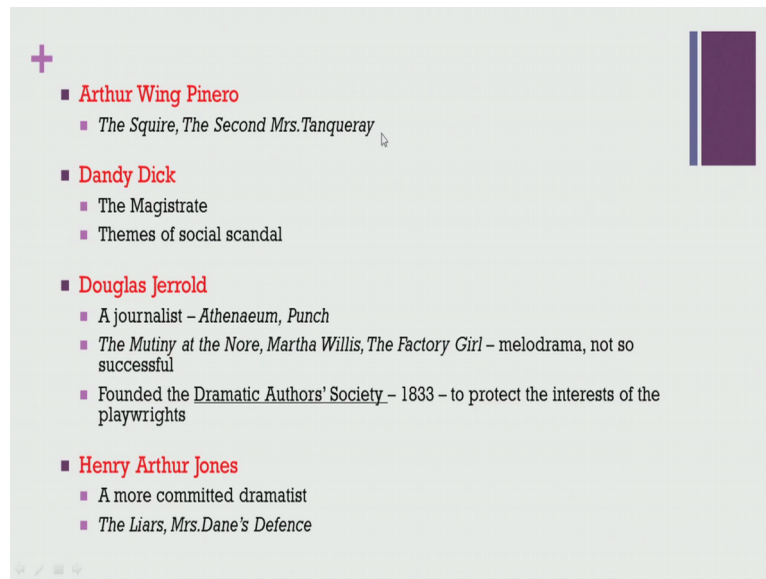 Arthur Wing Pinero
The Squire, The Second Mrs.Tanqueray
Dandy Dick
The Magistrate
Themes of social scandal
Douglas Jerrold
A journalist – Athenaeum, Punch
The Mutiny at the Nore, Martha Willis, The Factory Girl – melodrama, not so
successful
Founded the Dramatic Authors' Society – 1833 – to protect the interests of the
playwrights
Henry Arthur Jones
A more committed dramatist
The Liars, Mrs.Dane's Defence